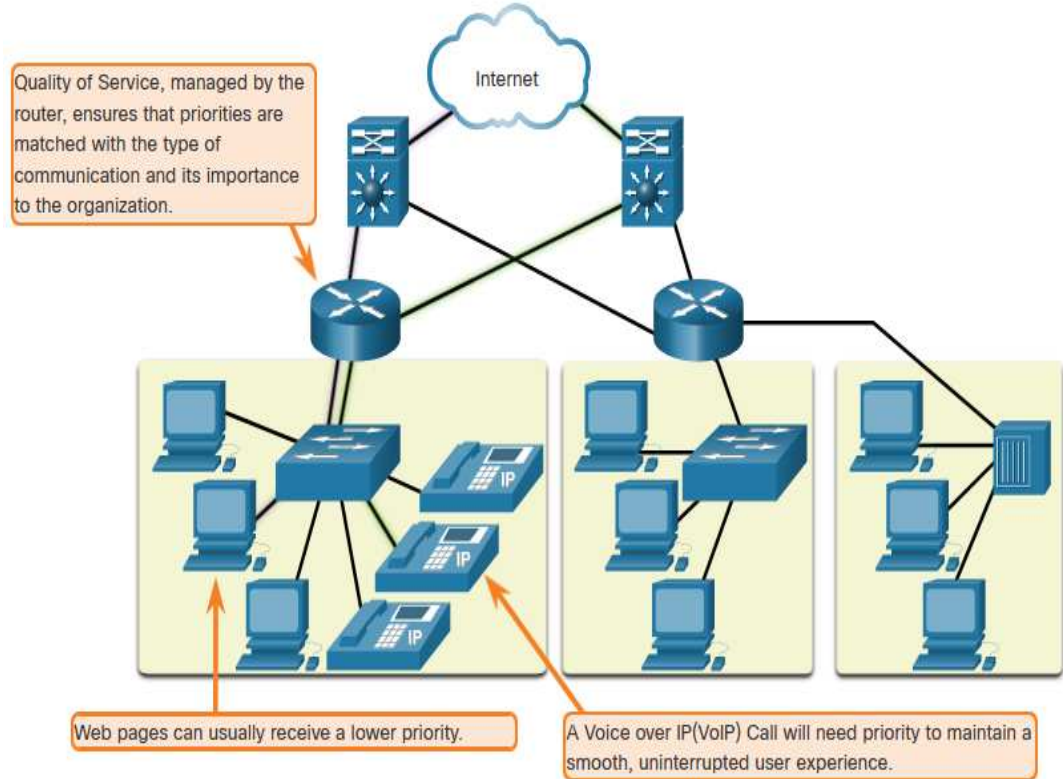 Internet
Quality of Service, managed by the
router, ensures that priorities are
matched with the type of
communication and its importance
to the organization.
IP
IP
IP
Web pages can usually receive a lower priority.
A Voice over IP(VoIP) Call will need priority to maintain a
smooth, uninterrupted user experience.